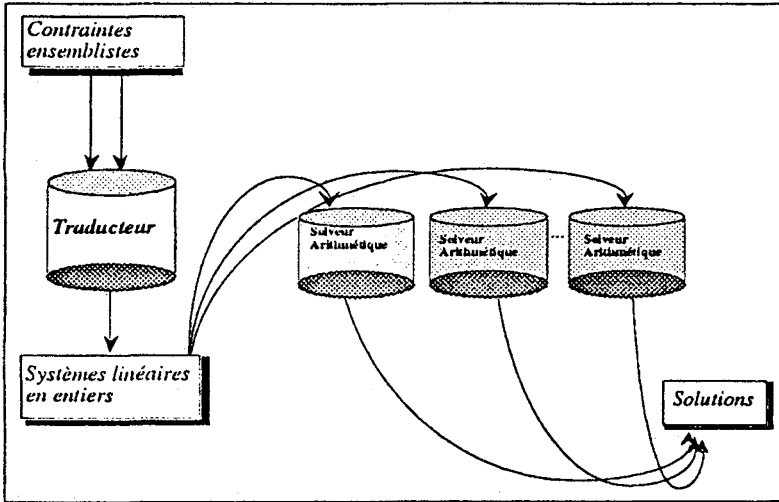 Contraintes
ensemblistes
Traducteur
Solveur
Arithmétique
Solveur
Arithmétique
....
Solveur
Arithmétique
Systèmes linéaires
en entiers
Solutions